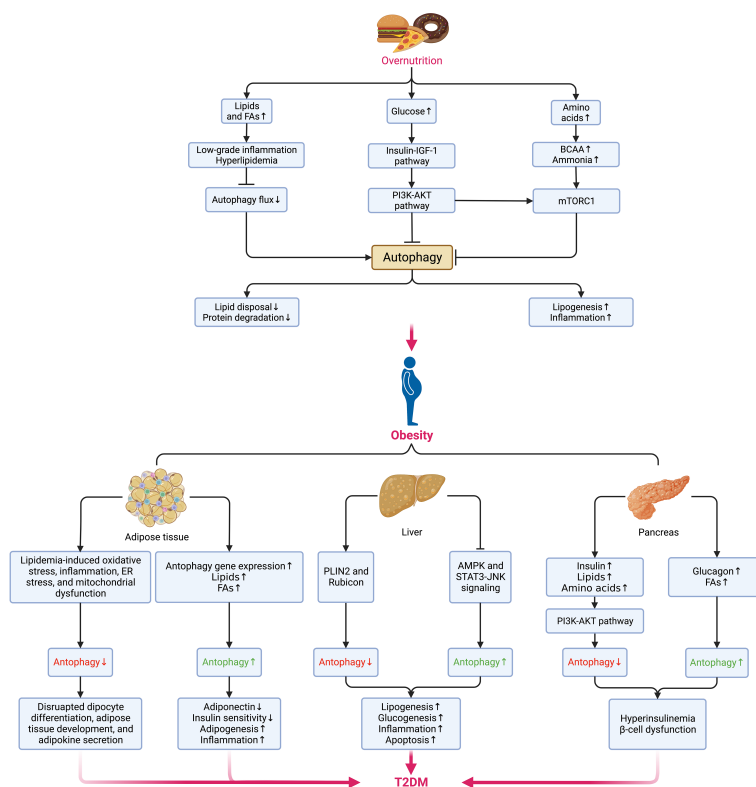 Overnutrition
Lipids
and FAs↑
Glucose↑
Amino
acids↑
Low-grade inflammation
Hyperlipidemia
Insulin-IGF-1
pathway
BCAA↑
Ammonia↑
Autophagy flux↓
PI3K-AKT
pathway
mTORC1
Autophagy
Lipid disposal↓
Protein degradation↓
Lipogenesis↑
Inflammation↑
Obesity
Adipose tissue
Liver
Pancreas
Lipidemia-induced oxidative
stress, inflammation, ER
stress, and mitochondrial
dysfunction
Autophagy gene expression↑
Lipids↑
FAs↑
PLIN2 and
Rubicon
AMPK and
STAT3-JNK
signaling
Insulin↑
Lipids↑
Amino acids↑
Glucagon↑
FAs↑
PI3K-AKT pathway
Antophagy↓
Antophagy↑
Antophagy↓
Antophagy↑
Antophagy↓
Antophagy↑
Disruapted dipocyte
differentiation, adipose
tissue development, and
adipokine secretion
Adiponectin↓
Insulin sensitivity↓
Adipogenesis↑
Inflammation↑
Lipogenesis↑
Glucogenesis↑
Inflammation↑
Apoptosis↑
Hyperinsulinemia
β-cell dysfunction
T2DM